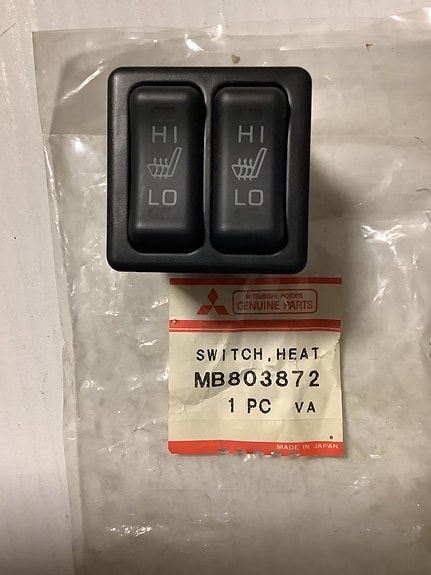 HI HI
LO LO
MITSUBISHI MOTORS
GENUINE PARTS
SWITCH, HEAT
MB803872
1 PC VA
MADE IN JAPAN